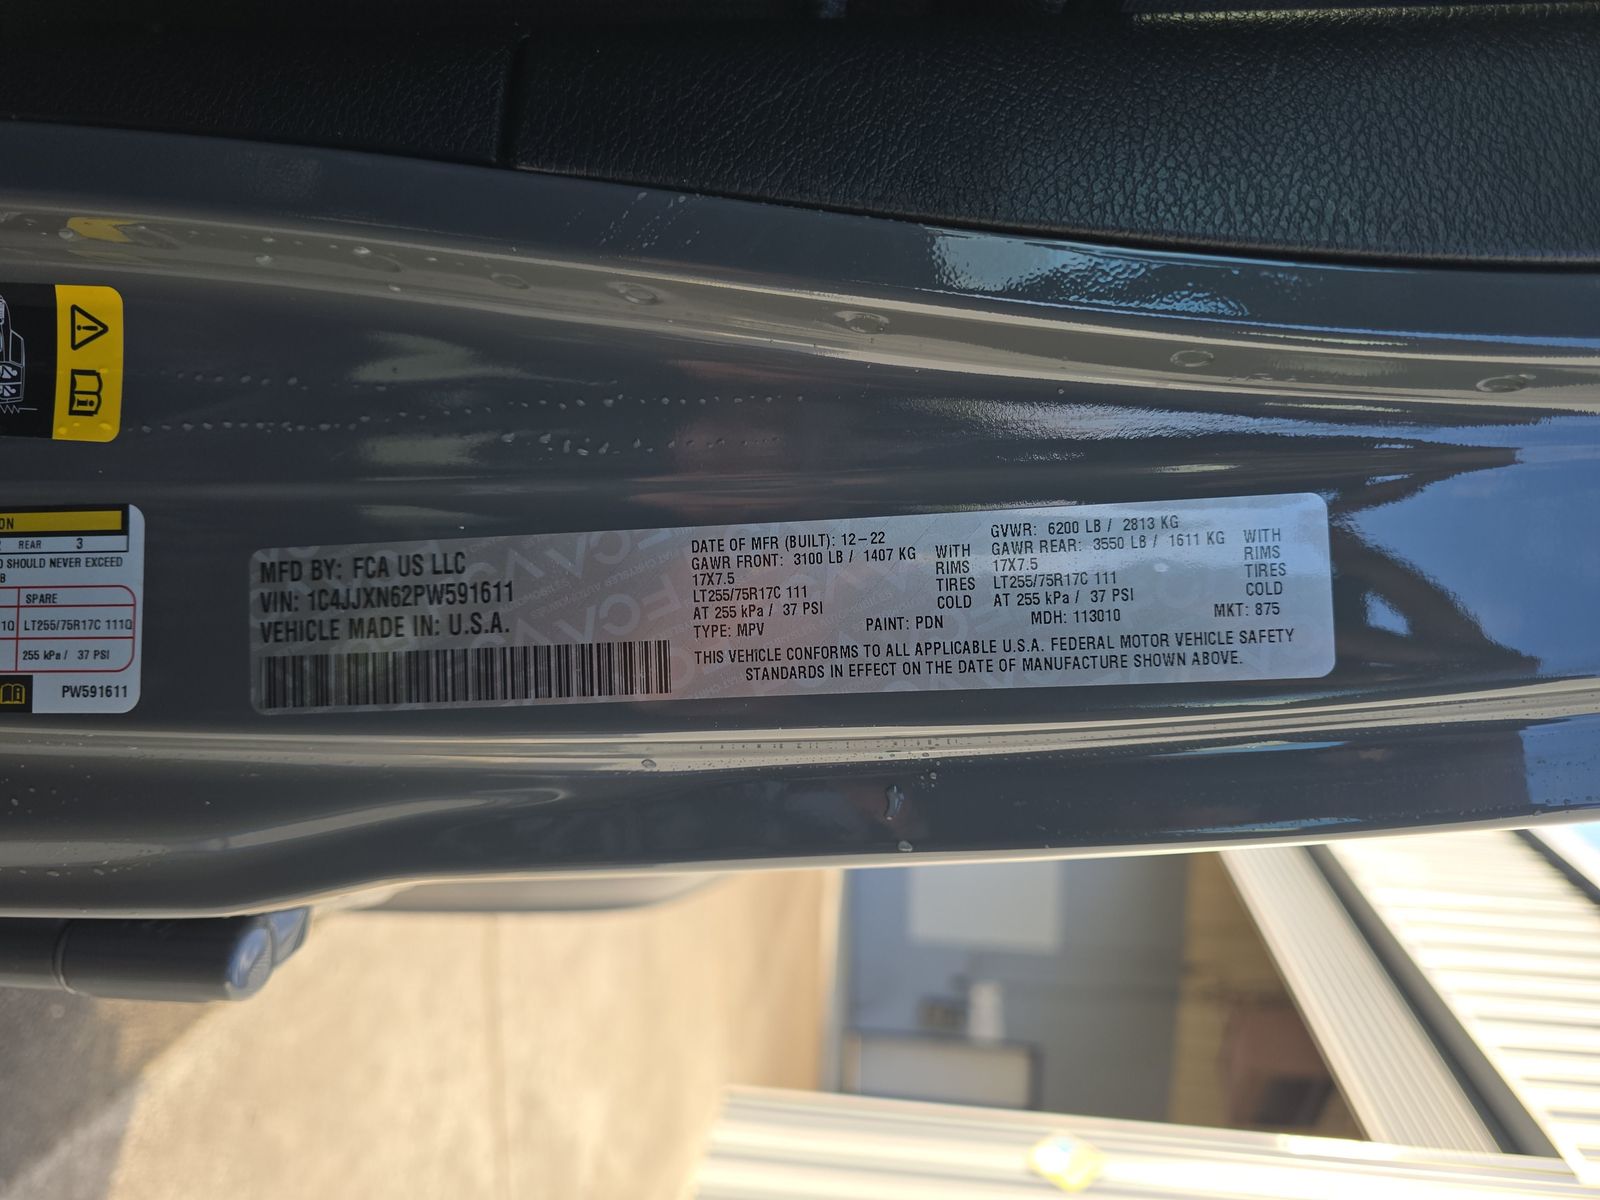 ON
REAR 3
D SHOULD NEVER EXCEED
B
SPARE
11Q LT255/75R17C 111Q
255 kPa / 37 PSI
PW591611
MFD BY: FCA US LLC
VIN: 1C4JJXN62PW591611
VEHICLE MADE IN: U.S.A.
DATE OF MFR (BUILT): 12-22 GVWR: 6200 LB / 2813 KG
GAWR FRONT: 3100 LB / 1407 KG WITH GAWR REAR: 3550 LB / 1611 KG WITH
17X7.5 RIMS 17X7.5 RIMS
LT255/75R17C 111 TIRES LT255/75R17C 111 TIRES
AT 255 kPa / 37 PSI COLD AT 255 kPa / 37 PSI COLD
TYPE: MPV PAINT: PDN MDH: 113010 MKT: 875
THIS VEHICLE CONFORMS TO ALL APPLICABLE U.S.A. FEDERAL MOTOR VEHICLE SAFETY
STANDARDS IN EFFECT ON THE DATE OF MANUFACTURE SHOWN ABOVE.